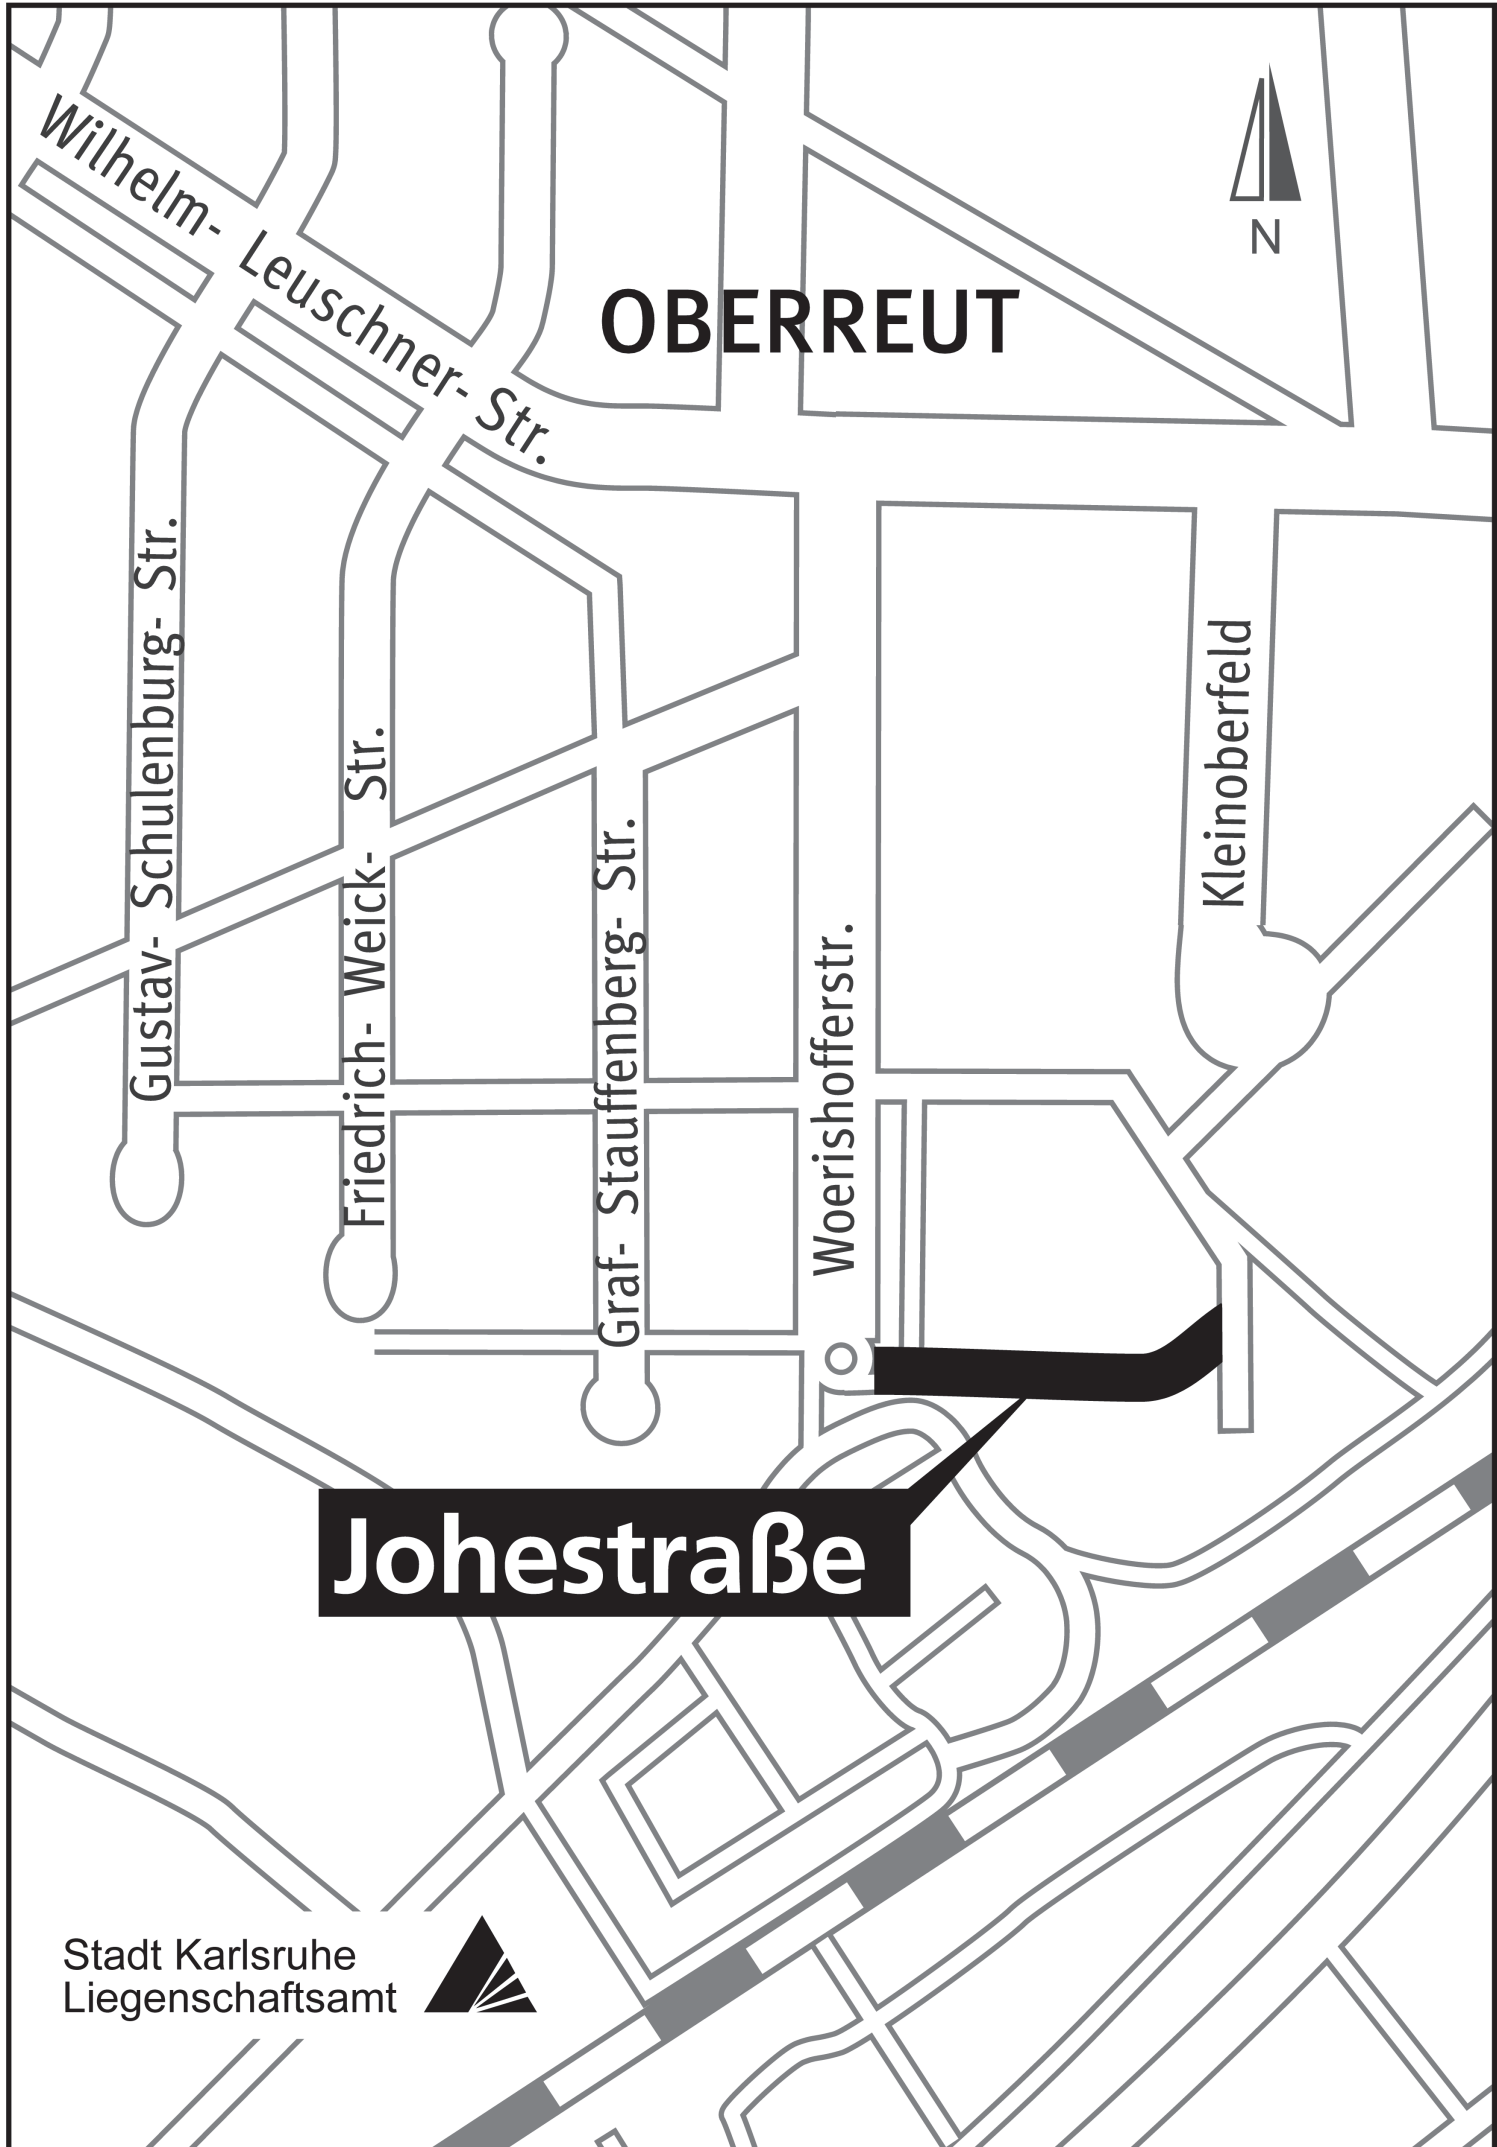 Wilhelm- Leuschner- Str.
N
OBERREUT
Gustav- Schulenburg- Str.
Friedrich- Weick- Str.
Graf- Stauffenberg- Str.
Woerishofferstr.
Kleinoberfeld
Johestraße
Stadt Karlsruhe
Liegenschaftsamt